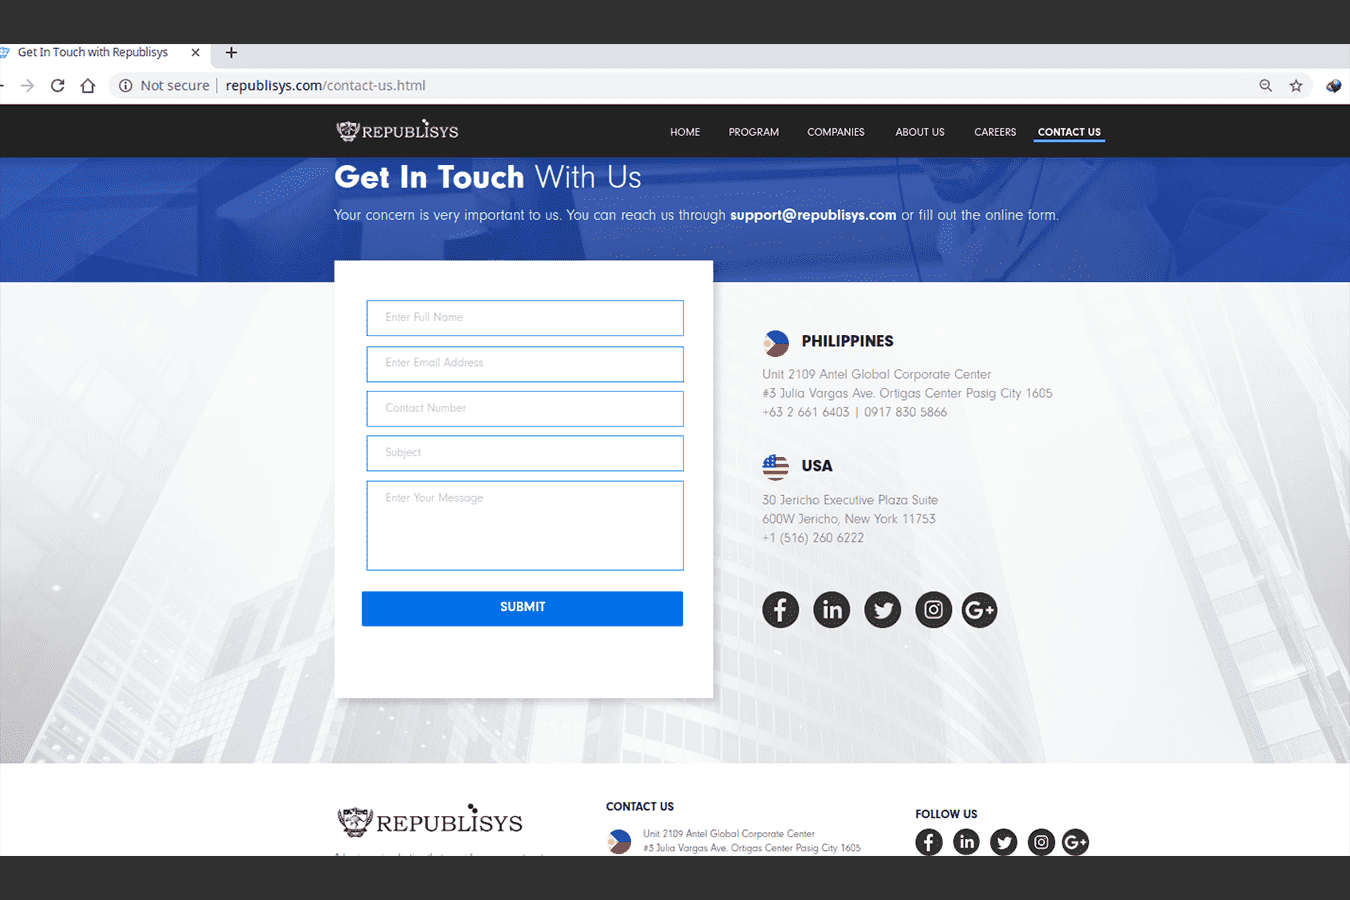 Get In Touch with Republisys
Not secure | republisys.com/contact-us.html
REPUBLISYS
HOME PROGRAM COMPANIES ABOUT US CAREERS CONTACT US
Get In Touch With Us
Your concern is very important to us. You can reach us through support@republisys.com or fill out the online form.
Enter Full Name
Enter Email Address
Contact Number
Subject
Enter Your Message
SUBMIT
PHILIPPINES
Unit 2109 Antel Global Corporate Center
#3 Julia Vargas Ave. Ortigas Center Pasig City 1605
+63 2 661 6403 | 0917 830 5866
USA
30 Jericho Executive Plaza Suite
600W Jericho, New York 11753
+1 (516) 260 6222
REPUBLISYS
CONTACT US
Unit 2109 Antel Global Corporate Center
#3 Julia Vargas Ave. Ortigas Center Pasig City 1605
FOLLOW US